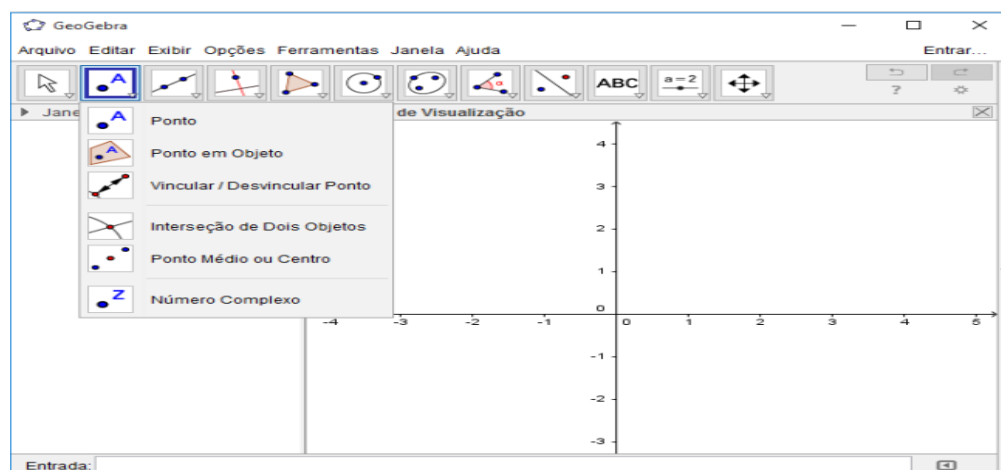 GeoGebra
Arquivo Editar Exibir Opções Ferramentas Janela Ajuda Entrar...
A ABC a=2 ?
Jane de Visualização
A Ponto
A Ponto em Objeto
Vincular / Desvincular Ponto
Interseção de Dois Objetos
Ponto Médio ou Centro
Z Número Complexo
4
3
2
1
0
-4 -3 -2 -1 0 1 2 3 4 5
-1
-2
-3
Entrada: